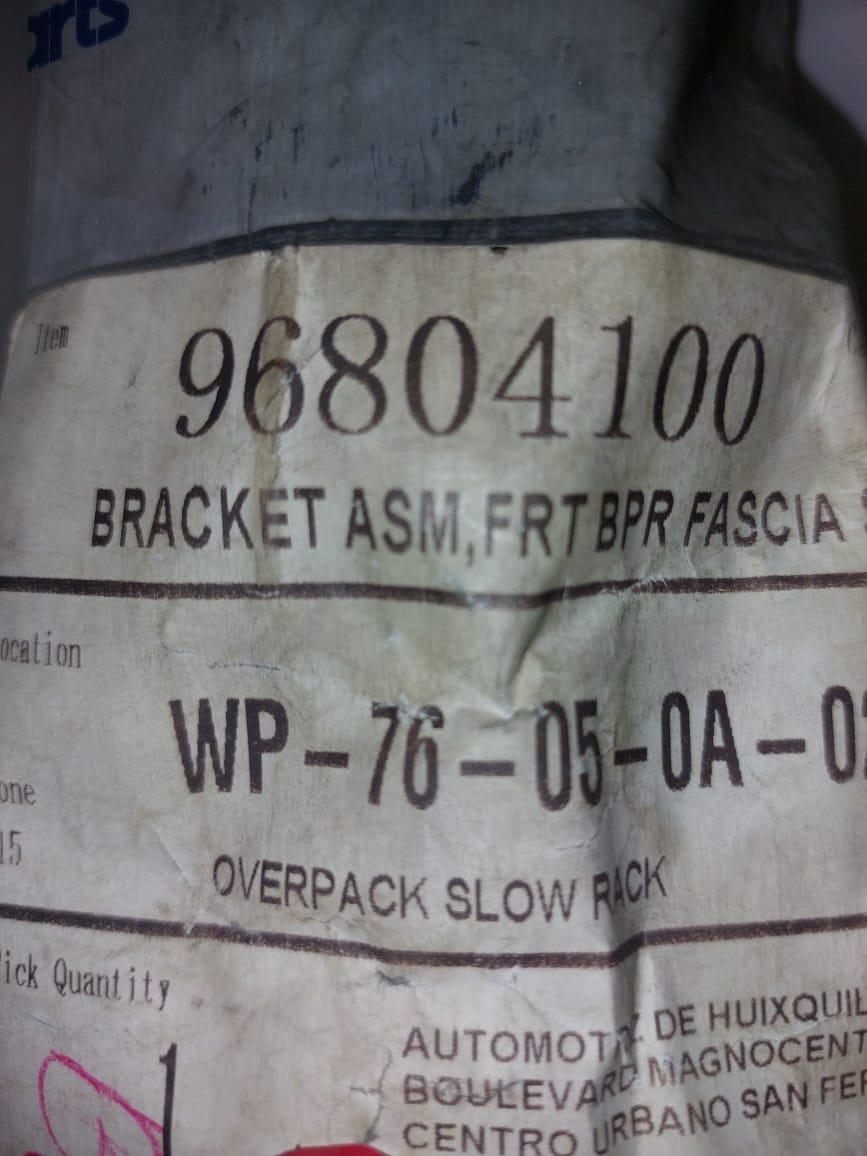 arts
Item
96804100
BRACKET ASM,FRT BPR FASCIA
ocation
WP-76-05-0A-0
one
15
OVERPACK SLOW RACK
ick Quantity
1
DE HUIXQUIL
BOULEVARD MAGNOCENT
CENTRO URBANO SAN FER